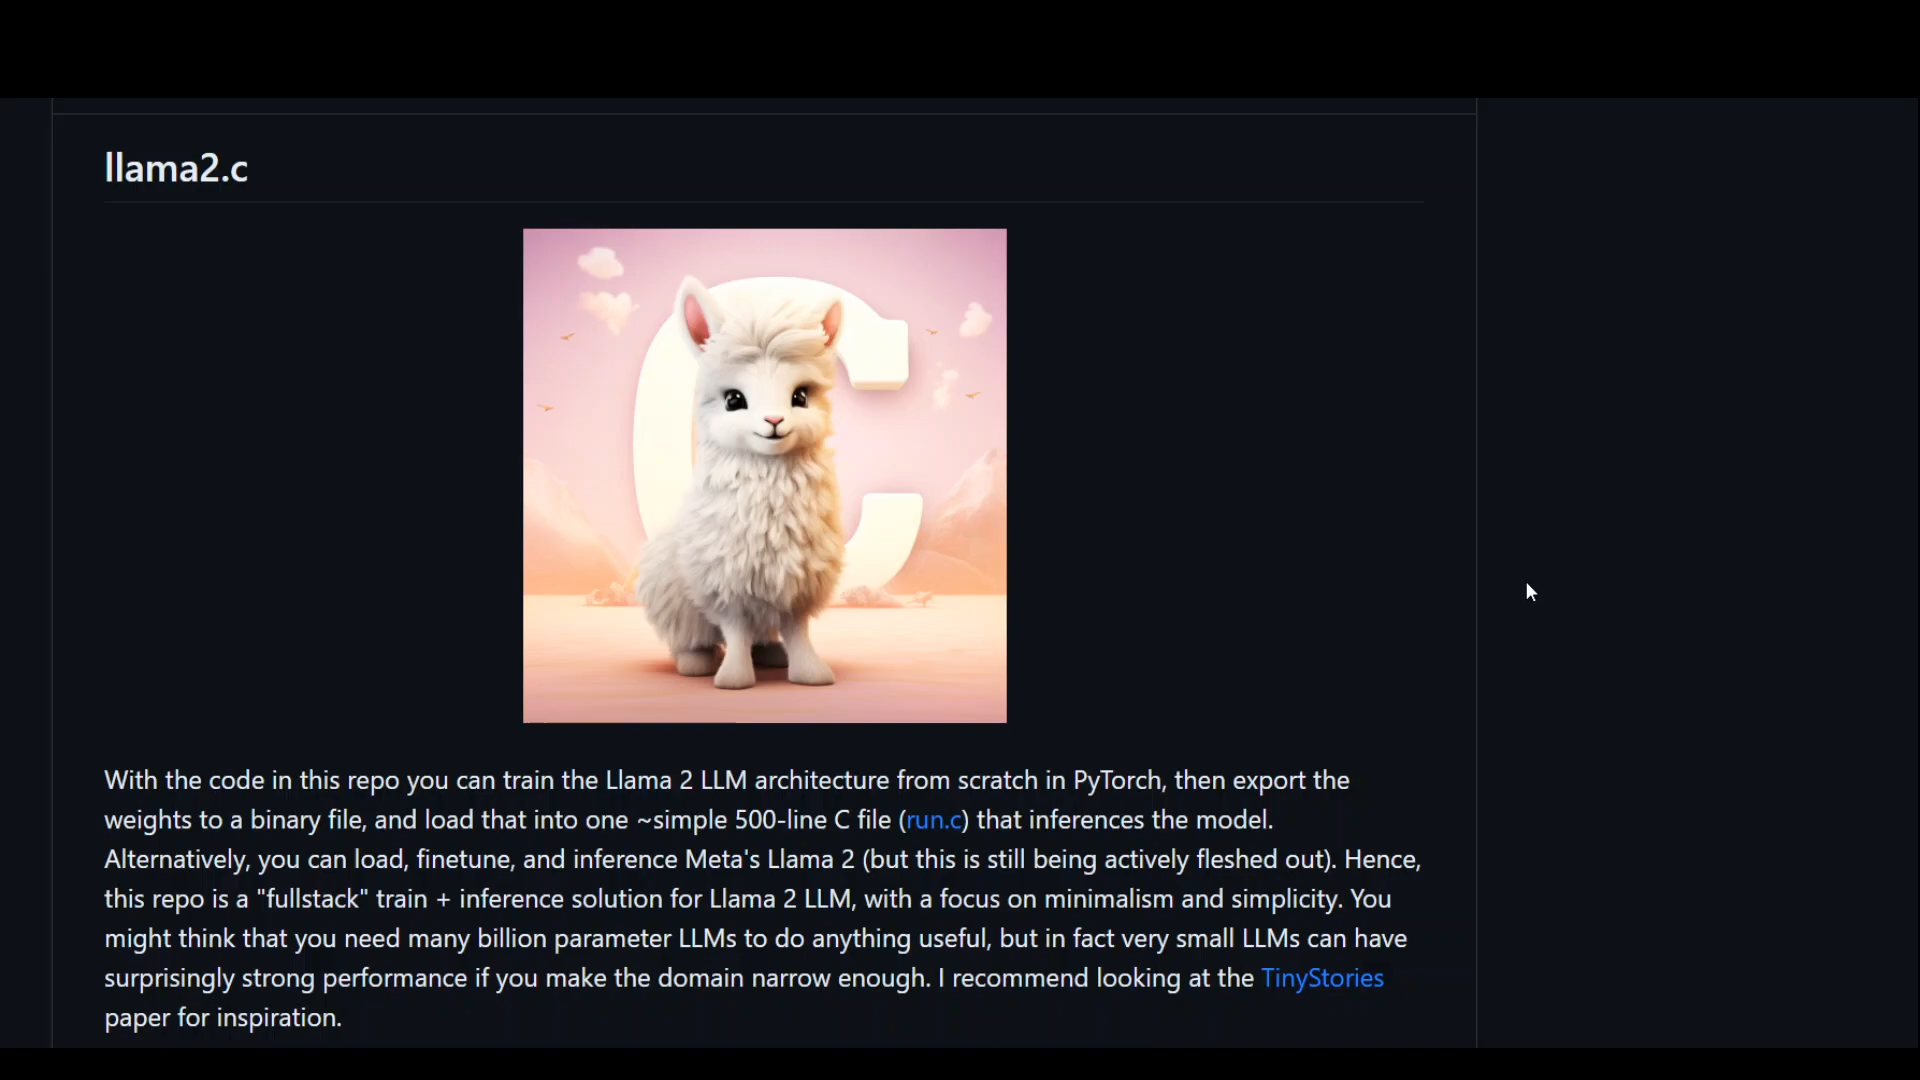 llama2.c
C
With the code in this repo you can train the Llama 2 LLM architecture from scratch in PyTorch, then export the
weights to a binary file, and load that into one ~simple 500-line C file (run.c) that inferences the model.
Alternatively, you can load, finetune, and inference Meta's Llama 2 (but this is still being actively fleshed out). Hence,
this repo is a "fullstack" train + inference solution for Llama 2 LLM, with a focus on minimalism and simplicity. You
might think that you need many billion parameter LLMs to do anything useful, but in fact very small LLMs can have
surprisingly strong performance if you make the domain narrow enough. I recommend looking at the TinyStories
paper for inspiration.